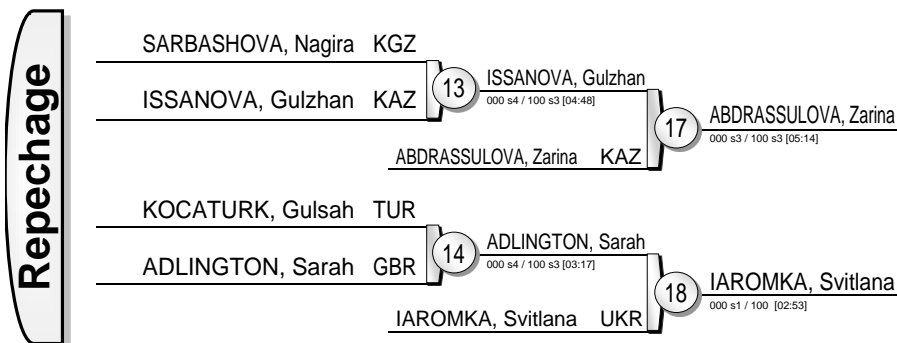 Repechage
SARBASHOVA, Nagira KGZ
ISSANOVA, Gulzhan KAZ
13
ISSANOVA, Gulzhan
000 s4 / 100 s3 [04:48]
ABDRASSULOVA, Zarina KAZ
17
ABDRASSULOVA, Zarina
000 s3 / 100 s3 [05:14]
KOCATURK, Gulsah TUR
ADLINGTON, Sarah GBR
14
ADLINGTON, Sarah
000 s4 / 100 s3 [03:17]
IAROMKA, Svitlana UKR
18
IAROMKA, Svitlana
000 s1 / 100 [02:53]